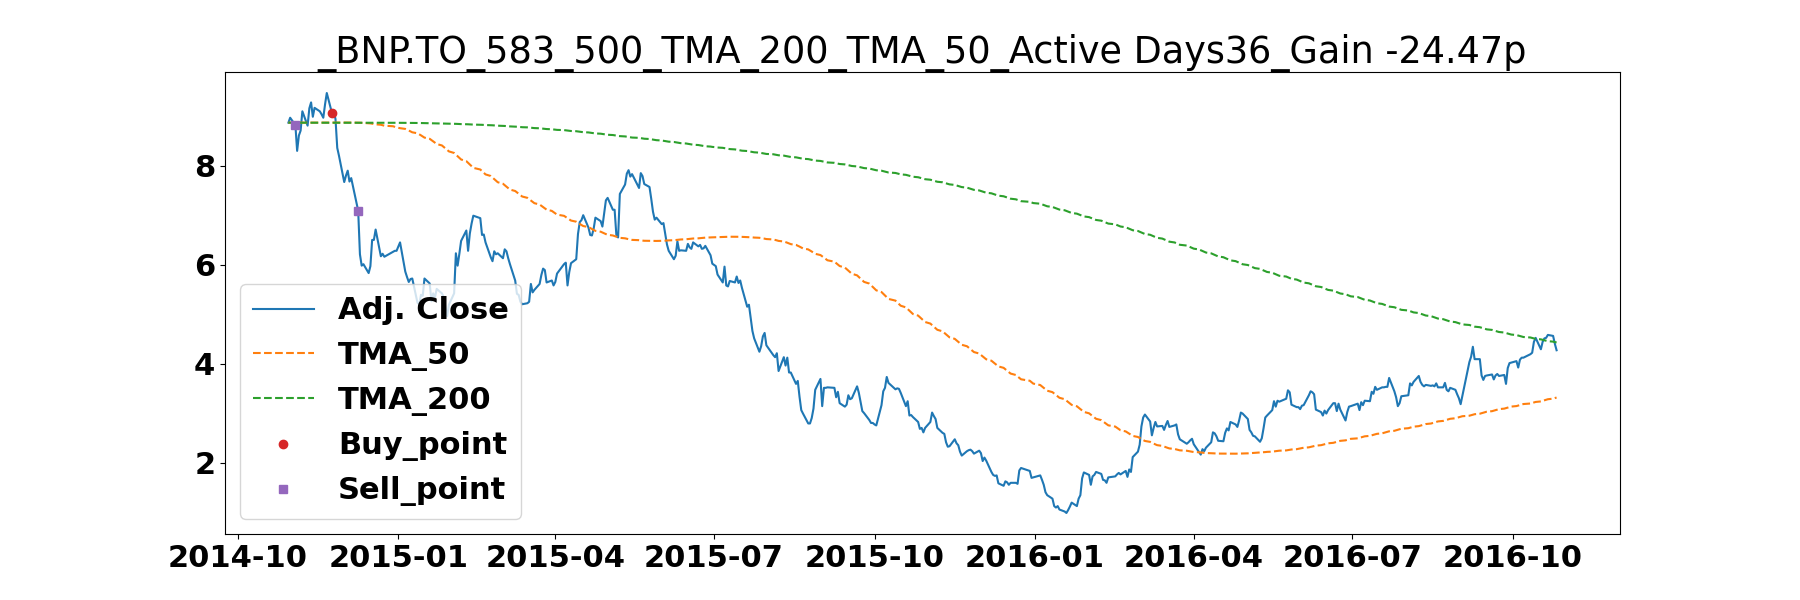 _BNP.TO_583_500_TMA_200_TMA_50_Active Days36_Gain -24.47p
8
6
4
2
Adj. Close
TMA_50
TMA_200
Buy_point
Sell_point
2014-10 2015-01 2015-04 2015-07 2015-10 2016-01 2016-04 2016-07 2016-10